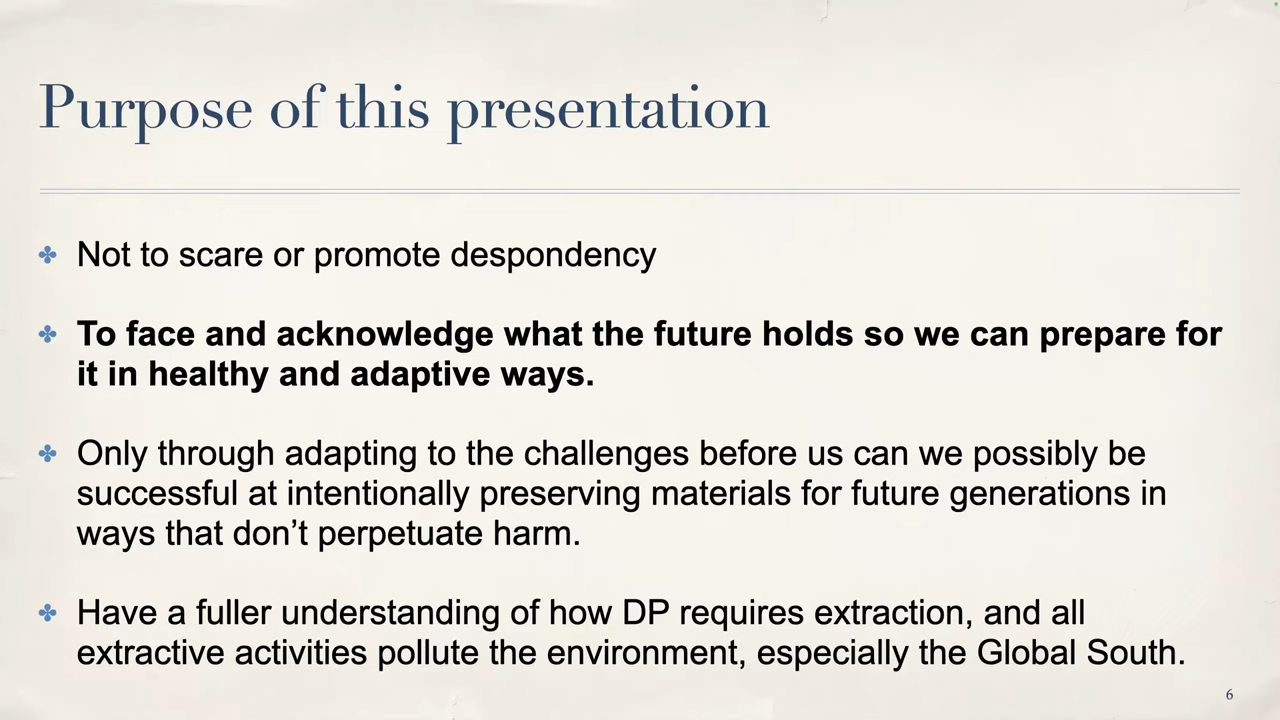 Purpose of this presentation
Not to scare or promote despondency
To face and acknowledge what the future holds so we can prepare for
it in healthy and adaptive ways.
Only through adapting to the challenges before us can we possibly be
successful at intentionally preserving materials for future generations in
ways that don’t perpetuate harm.
Have a fuller understanding of how DP requires extraction, and all
extractive activities pollute the environment, especially the Global South.
6